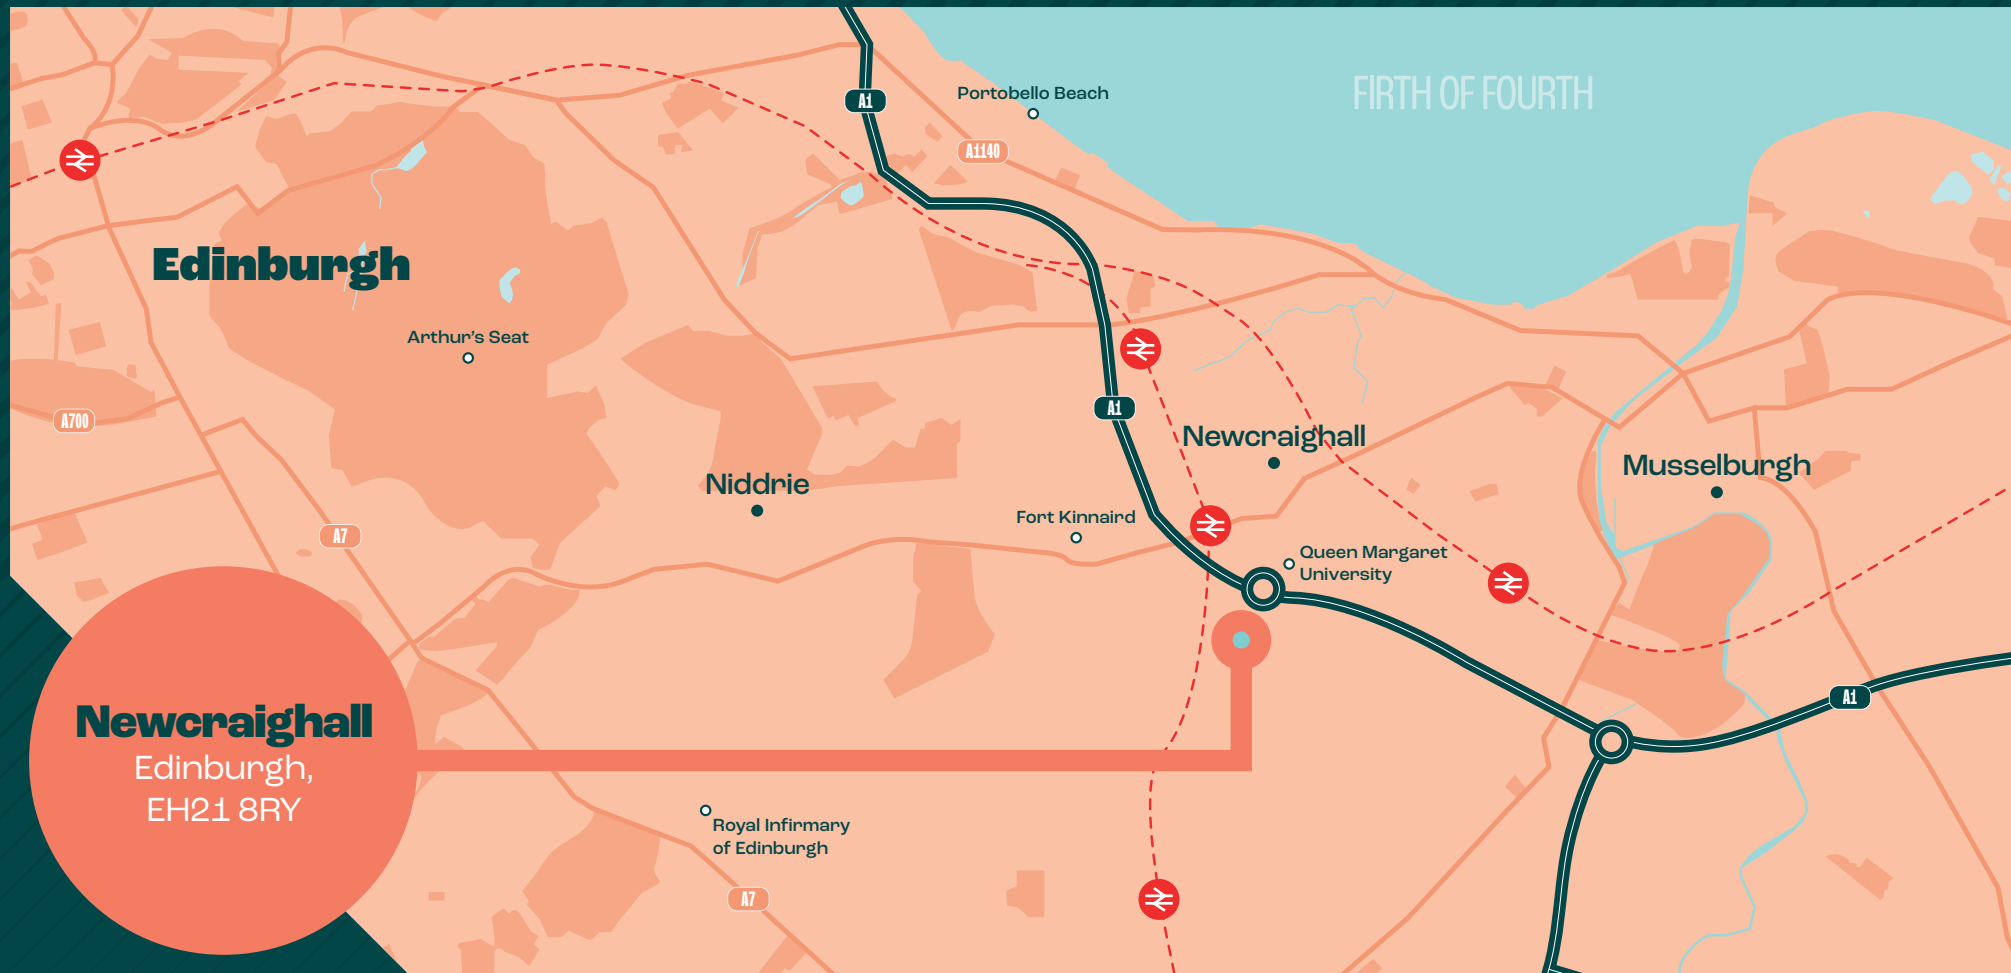 FIRTH OF FOURTH
Portobello Beach
A1
A1140
Edinburgh
Arthur's Seat
A700
A1
Newcraighall
Musselburgh
Niddrie
Fort Kinnaird
A7
Queen Margaret
University
A1
Newcraighall
Edinburgh,
EH21 8RY
Royal Infirmary
of Edinburgh
A7